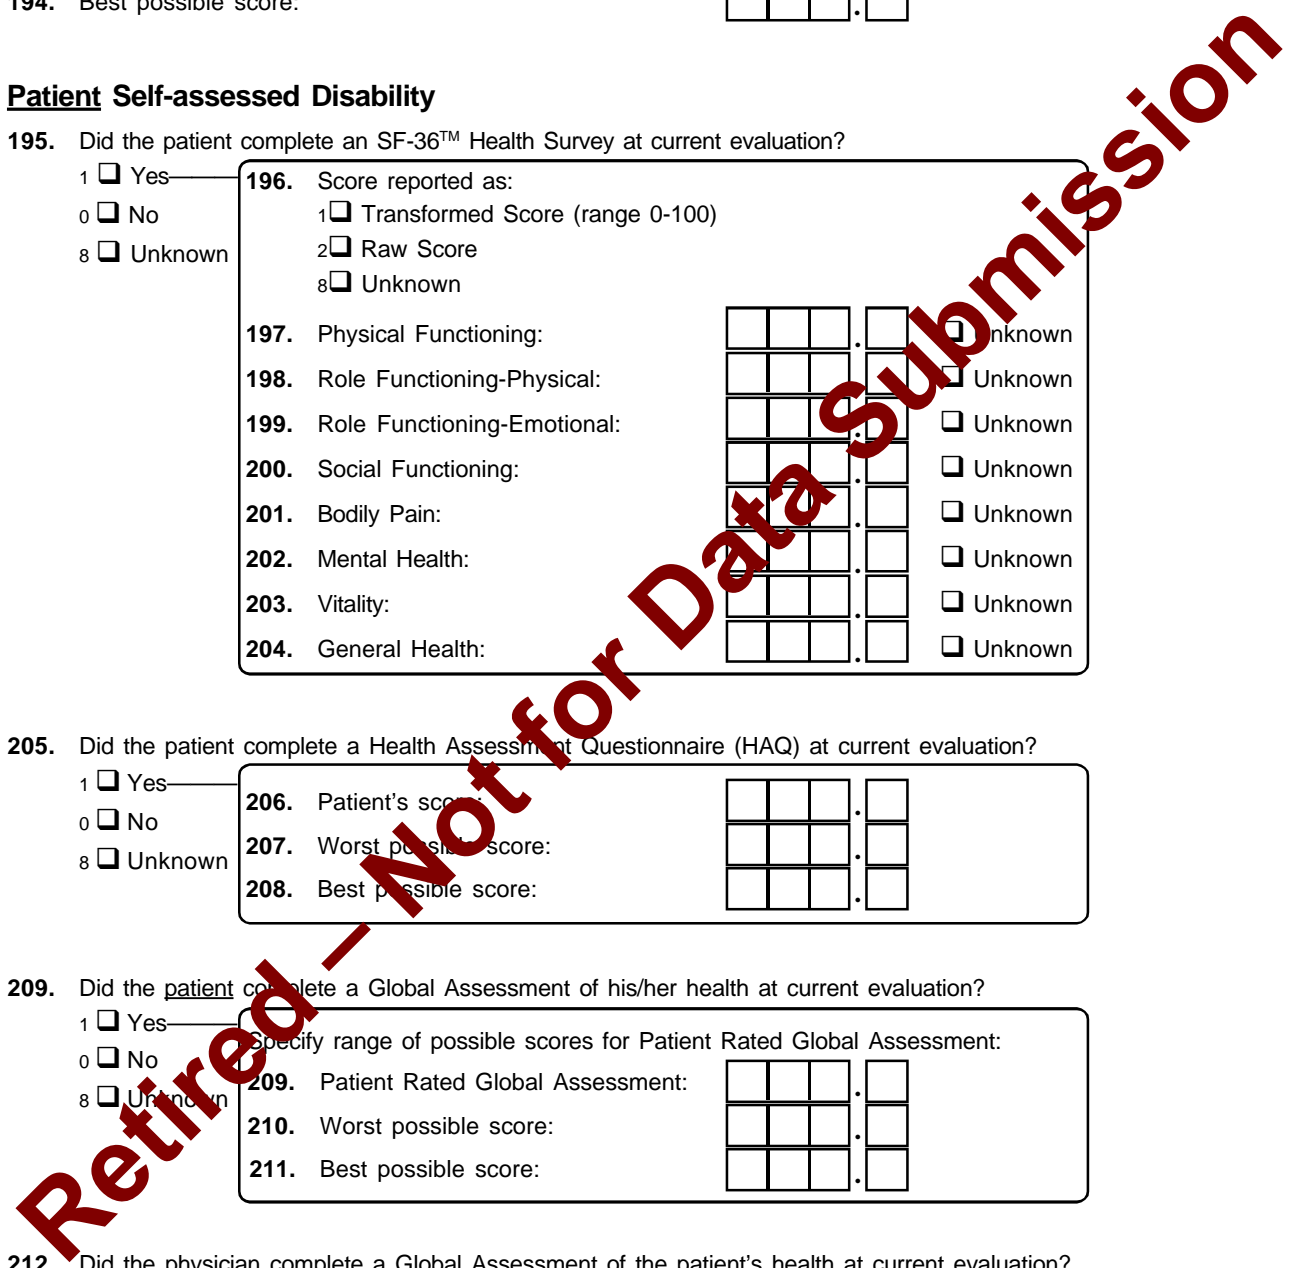 194. Best possible score:
Patient Self-assessed Disability
195. Did the patient complete an SF-36™ Health Survey at current evaluation?
1 ❑ Yes
0 ❑ No
8 ❑ Unknown
196. Score reported as:
1 ❑ Transformed Score (range 0-100)
2 ❑ Raw Score
8 ❑ Unknown
197. Physical Functioning: . ❑ Unknown
198. Role Functioning-Physical: . ❑ Unknown
199. Role Functioning-Emotional: . ❑ Unknown
200. Social Functioning: . ❑ Unknown
201. Bodily Pain: . ❑ Unknown
202. Mental Health: . ❑ Unknown
203. Vitality: . ❑ Unknown
204. General Health: . ❑ Unknown
205. Did the patient complete a Health Assessment Questionnaire (HAQ) at current evaluation?
1 ❑ Yes
0 ❑ No
8 ❑ Unknown
206. Patient's score: .
207. Worst possible score: .
208. Best possible score: .
209. Did the patient complete a Global Assessment of his/her health at current evaluation?
1 ❑ Yes
0 ❑ No
8 ❑ Unknown
Specify range of possible scores for Patient Rated Global Assessment:
209. Patient Rated Global Assessment: .
210. Worst possible score: .
211. Best possible score: .
212. Did the physician complete a Global Assessment of the patient's health at current evaluation?
Retired – Not for Data Submission